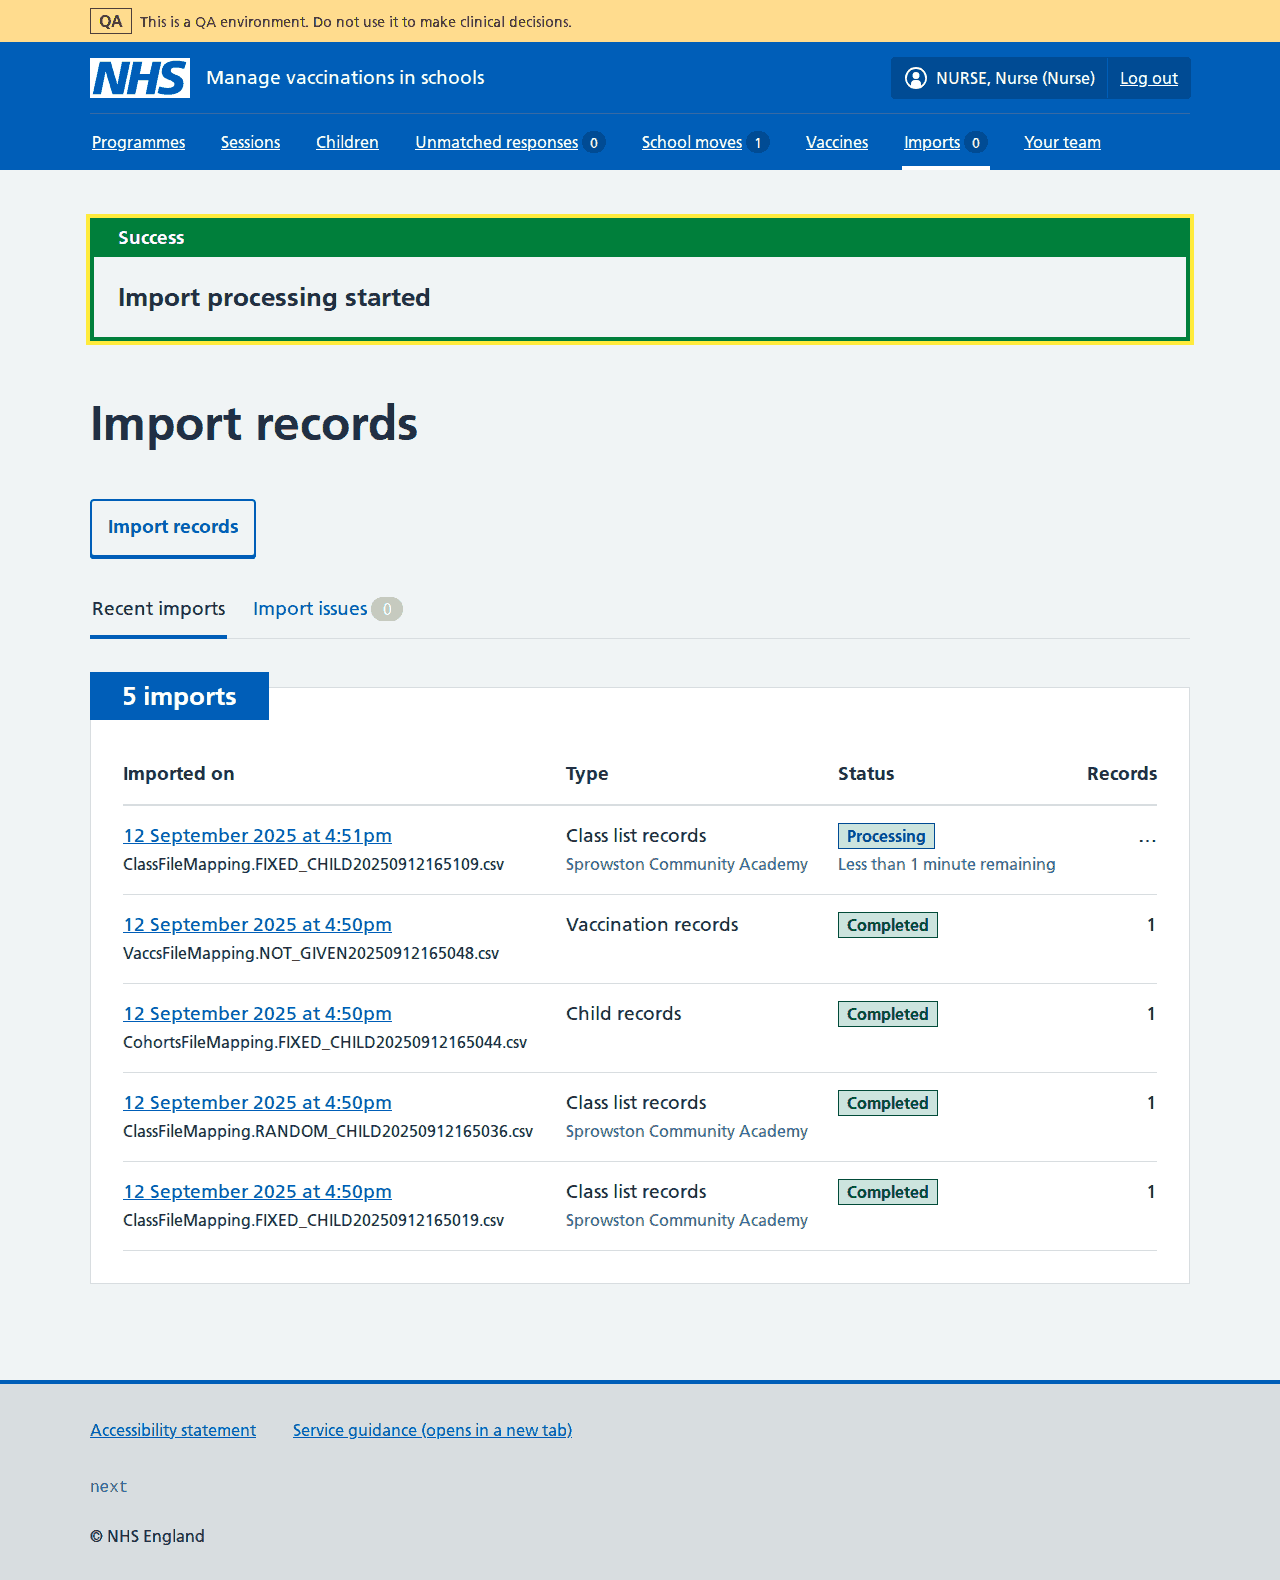 QA This is a QA environment. Do not use it to make clinical decisions.
NHS Manage vaccinations in schools NURSE, Nurse (Nurse) Log out
Programmes Sessions Children Unmatched responses 0 School moves 1 Vaccines Imports 0 Your team
Success
Import processing started
Import records
Import records
Recent imports Import issues 0
5 imports
Imported on Type Status Records
12 September 2025 at 4:51pm Class list records Processing ...
ClassFileMapping.FIXED_CHILD20250912165109.csv Sprowston Community Academy Less than 1 minute remaining
12 September 2025 at 4:50pm Vaccination records Completed 1
VaccsFileMapping.NOT_GIVEN20250912165048.csv
12 September 2025 at 4:50pm Child records Completed 1
CohortsFileMapping.FIXED_CHILD20250912165044.csv
12 September 2025 at 4:50pm Class list records Completed 1
ClassFileMapping.RANDOM_CHILD20250912165036.csv Sprowston Community Academy
12 September 2025 at 4:50pm Class list records Completed 1
ClassFileMapping.FIXED_CHILD20250912165019.csv Sprowston Community Academy
Accessibility statement Service guidance (opens in a new tab)
next
© NHS England